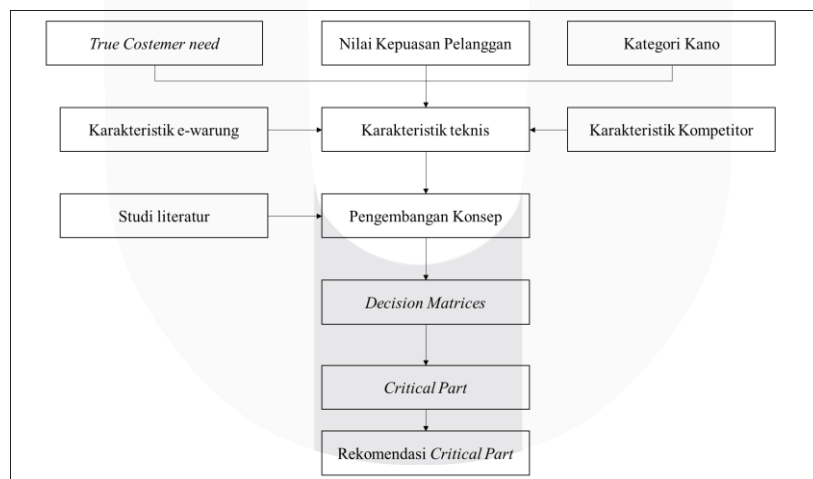 True Costemer need
Nilai Kepuasan Pelanggan
Kategori Kano
Karakteristik e-warung
Karakteristik teknis
Karakteristik Kompetitor
Studi literatur
Pengembangan Konsep
Decision Matrices
Critical Part
Rekomendasi Critical Part